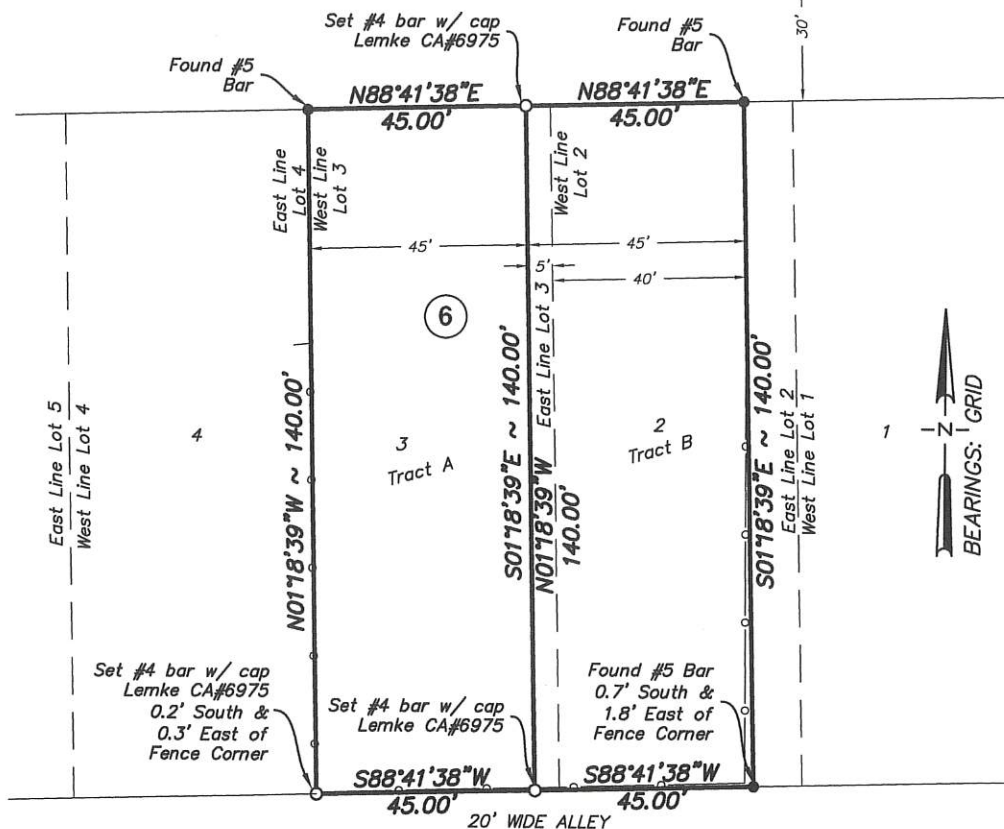 30'
Set #4 bar w/ cap
Lemke CA#6975
Found #5
Bar
Found #5
Bar
N88°41'38"E
45.00'
N88°41'38"E
45.00'
East Line
Lot 4
West Line
Lot 3
West Line
Lot 2
45'
45'
5'
40'
6
East Line Lot 5
West Line Lot 4
4
N01°18'39"W ~ 140.00'
3
Tract A
S01°18'39"E ~ 140.00'
N01°18'39"W
140.00'
East Line Lot 3
2
Tract B
S01°18'39"E ~ 140.00'
East Line Lot 2
West Line Lot 1
1
N
BEARINGS: GRID
Set #4 bar w/ cap
Lemke CA#6975
0.2' South &
0.3' East of
Fence Corner
Set #4 bar w/ cap
Lemke CA#6975
Found #5 Bar
0.7' South &
1.8' East of
Fence Corner
S88°41'38"W
45.00'
S88°41'38"W
45.00'
20' WIDE ALLEY